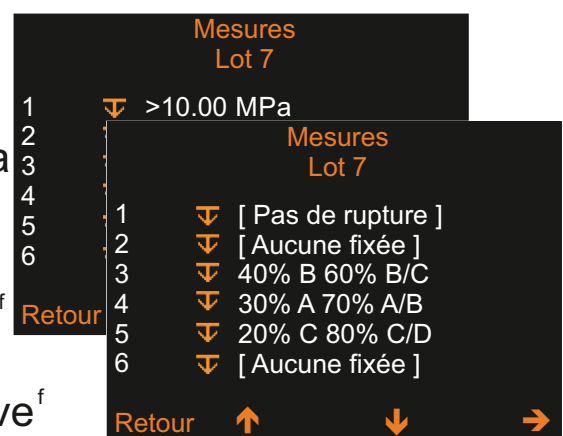 Mesures
Lot 7
1 >10.00 MPa
2
3
4
5
6
Retour
Mesures
Lot 7
1 [ Pas de rupture ]
2 [ Aucune fixée ]
3 40% B 60% B/C
4 30% A 70% A/B
5 20% C 80% C/D
6 [ Aucune fixée ]
Retour
a
f
ve f